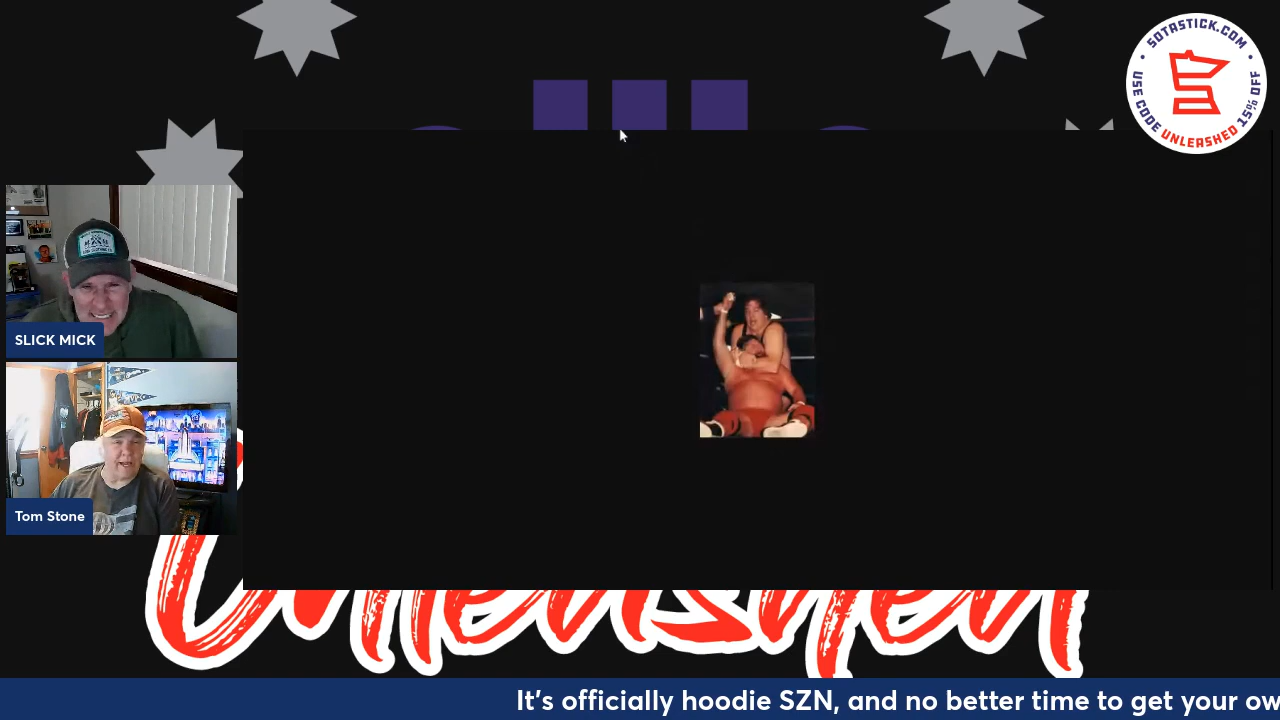 • SOTASTICK.COM •
USE CODE UNLEASHED 15% OFF
SLICK MICK
Tom Stone
Unleashed
It's officially hoodie SZN, and no better time to get your ow